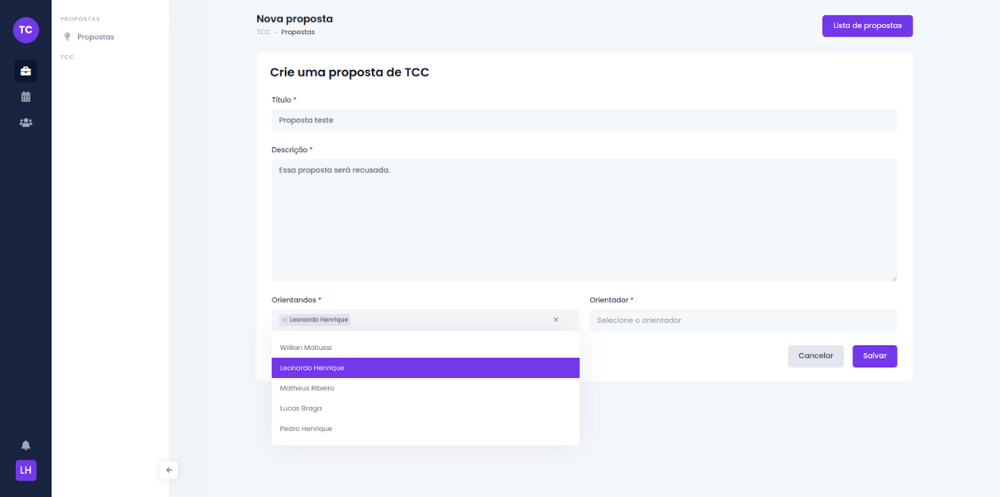 TC
PROPOSTAS
Propostas
TCC
Nova proposta
TCC - Propostas
Lista de propostas
Crie uma proposta de TCC
Título *
Proposta teste
Descrição *
Essa proposta será recusada.
Orientandos *
× Leonardo Henrique ×
Willian Matiussi
Leonardo Henrique
Matheus Ribeiro
Lucas Braga
Pedro Henrique
Orientador *
Selecione o orientador
Cancelar
Salvar
LH